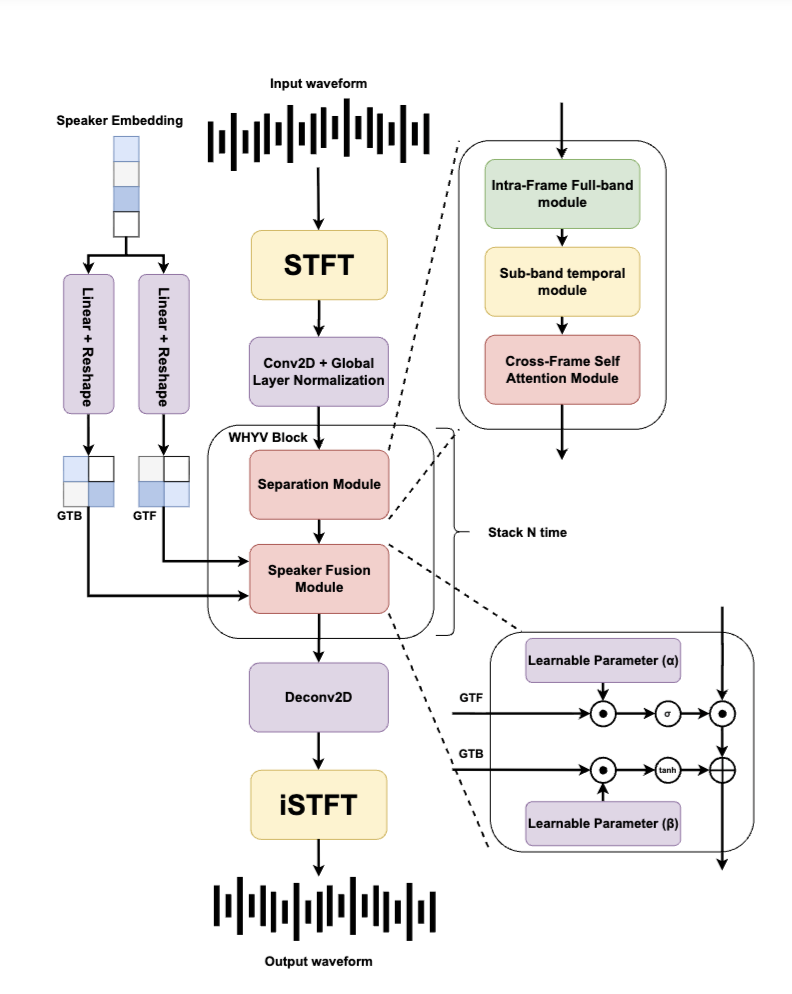 Input waveform
Speaker Embedding
STFT
Linear + Reshape
Linear + Reshape
Conv2D + Global
Layer Normalization
GTB
GTF
WHYV Block
Separation Module
Speaker Fusion
Module
Stack N time
Deconv2D
iSTFT
Output waveform
Intra-Frame Full-band
module
Sub-band temporal
module
Cross-Frame Self
Attention Module
Learnable Parameter (α)
GTF
σ
GTB
tanh
Learnable Parameter (β)